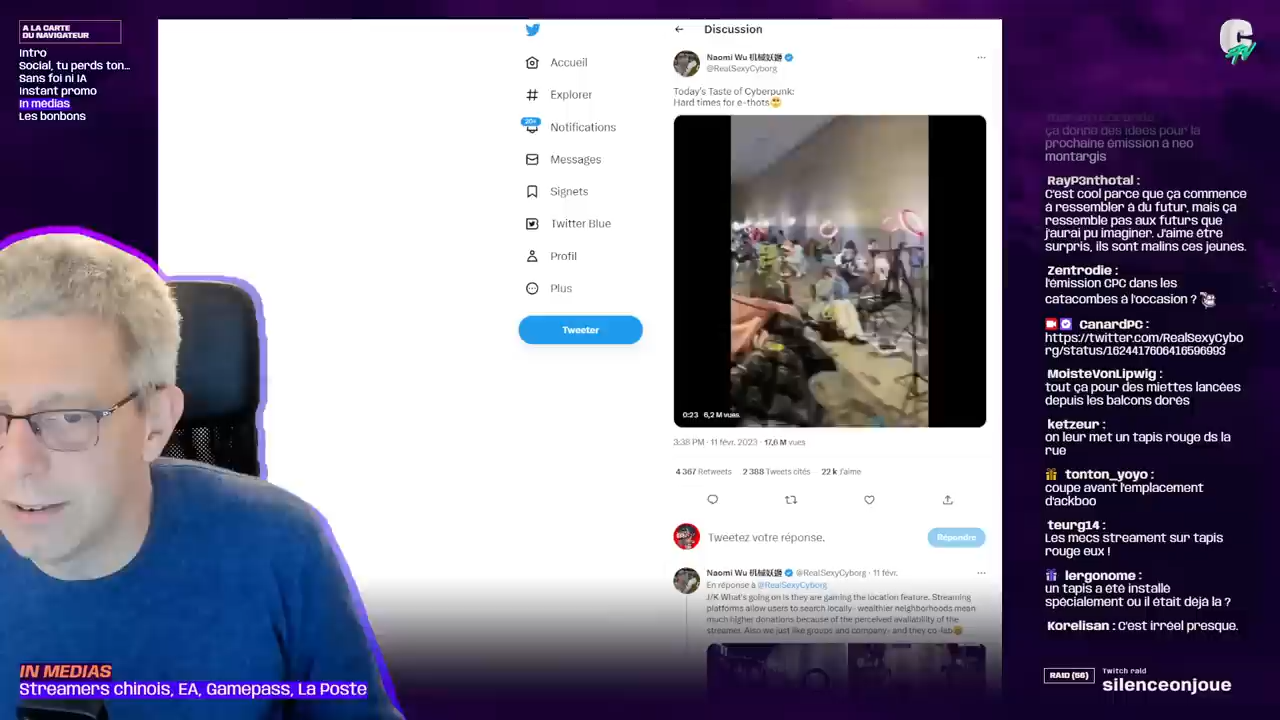 A LA CARTE
DU NAVIGATEUR
Intro
Social, tu perds ton...
Sans foi ni IA
Instant promo
In medias
Les bonbons
Accueil
Explorer
20+
Notifications
Messages
Signets
Twitter Blue
Profil
Plus
Tweeter
Discussion
Naomi Wu 机械妖姬
@RealSexyCyborg
Today's Taste of Cyberpunk:
Hard times for e-thots
0:23 6,2 M vues
3:38 PM · 11 févr. 2023 · 17,6 M vues
4 367 Retweets 2 388 Tweets cités 22 k J'aime
Tweetez votre réponse.
Répondre
Naomi Wu 机械妖姬 @RealSexyCyborg · 11 févr.
En réponse à @RealSexyCyborg
J/K What's going on is they are gaming the location feature. Streaming
platforms allow users to search locally- wealthier neighborhoods mean
much higher donations because of the perceived availability of the
streamer. Also we just like groups and company- and they co-lab
ça donne des idées pour la
prochaine émission à neo
montargis
RayP3nthotal :
C'est cool parce que ça commence
à ressembler à du futur, mais ça
ressemble pas aux futurs que
j'aurai pu imaginer. J'aime être
surpris, ils sont malins ces jeunes.
Zentrodie :
l'émission CPC dans les
catacombes à l'occasion ?
CanardPC :
https://twitter.com/RealSexyCybo
rg/status/1624417606416596993
MoisteVonLipwig :
tout ça pour des miettes lancées
depuis les balcons dorés
ketzeur :
on leur met un tapis rouge ds la
rue
tonton_yoyo :
coupe avant l'emplacement
d'ackboo
teurg14 :
Les mecs streament sur tapis
rouge eux !
lergonome :
un tapis a été installé
spécialement ou il était déjà la ?
Korelisan : C'est irréel presque.
RAID (56)
Twitch raid
silenceonjoue
IN MEDIAS
Streamers chinois, EA, Gamepass, La Poste